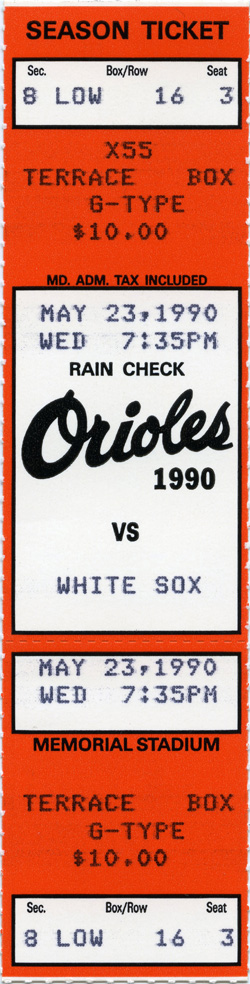 SEASON TICKET
Sec. Box/Row Seat
8 LOW 16 3
X55
TERRACE BOX
G-TYPE
$10.00
MD. ADM. TAX INCLUDED
MAY 23,1990
WED 7:35PM
RAIN CHECK
Orioles
1990
VS
WHITE SOX
MAY 23,1990
WED 7:35PM
MEMORIAL STADIUM
TERRACE BOX
G-TYPE
$10.00
Sec. Box/Row Seat
8 LOW 16 3